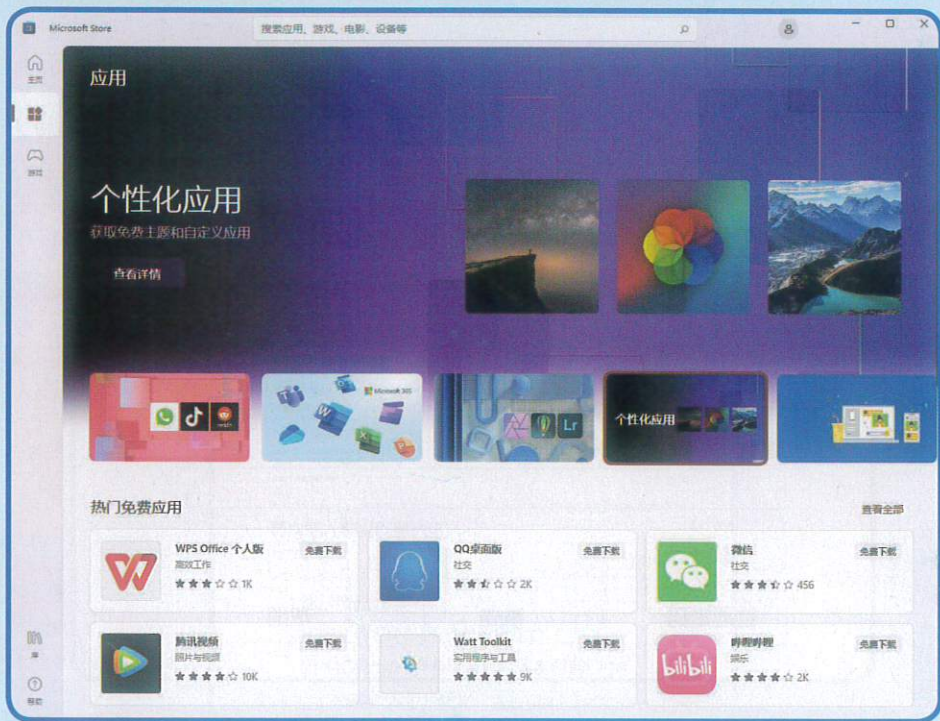 Microsoft Store
搜索应用、游戏、电影、设备等
主页
应用
游戏
个性化应用
获取免费主题和自定义应用
查看详情
Microsoft 365
Lr
个性化应用
热门免费应用
查看全部
WPS Office 个人版
免费下载
高效工作
1K
QQ桌面版
免费下载
社交
2K
微信
免费下载
社交
456
腾讯视频
免费下载
照片与视频
10K
Watt Toolkit
免费下载
实用程序与工具
9K
哔哩哔哩
免费下载
娱乐
2K
bilibili
库
帮助